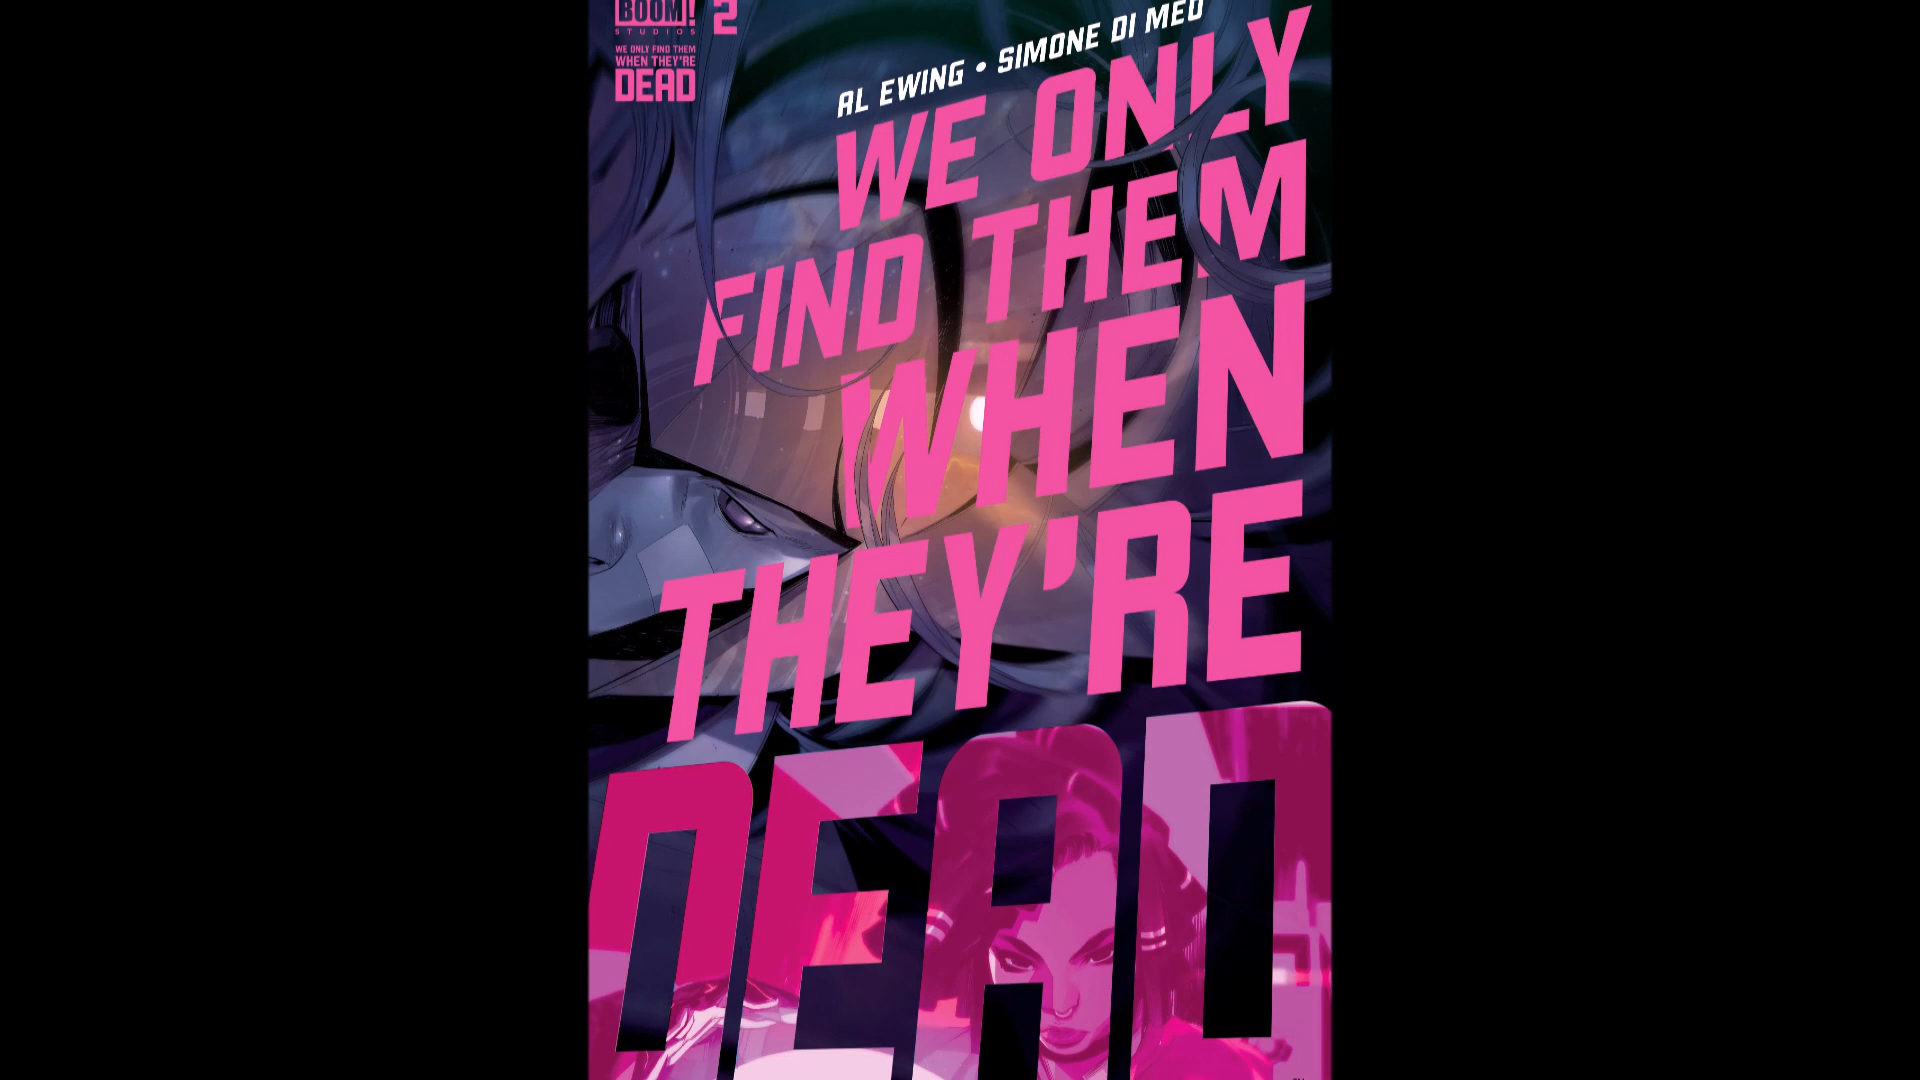 BOOM!
STUDIOS
2
WE ONLY FIND THEM
WHEN THEY'RE
DEAD
AL EWING • SIMONE DI MEO
WE ONLY
FIND THEM
WHEN
THEY'RE
DEAD